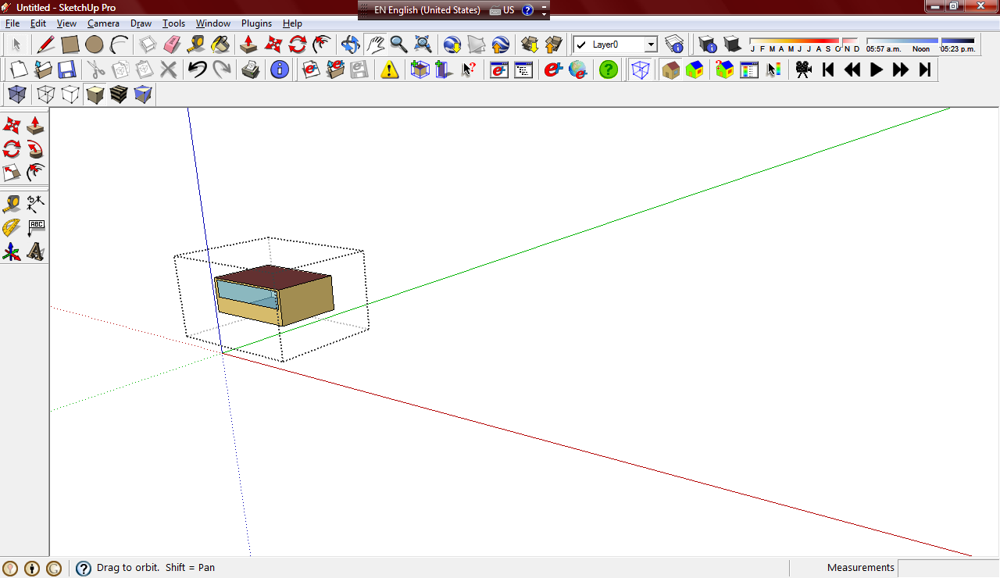 Untitled - SketchUp Pro
EN English (United States) US ?
File Edit View Camera Draw Tools Window Plugins Help
Layer0
J F M A M J J A S O N D
05:57 a.m. Noon 05:23 p.m.
ABC
Drag to orbit. Shift = Pan
Measurements